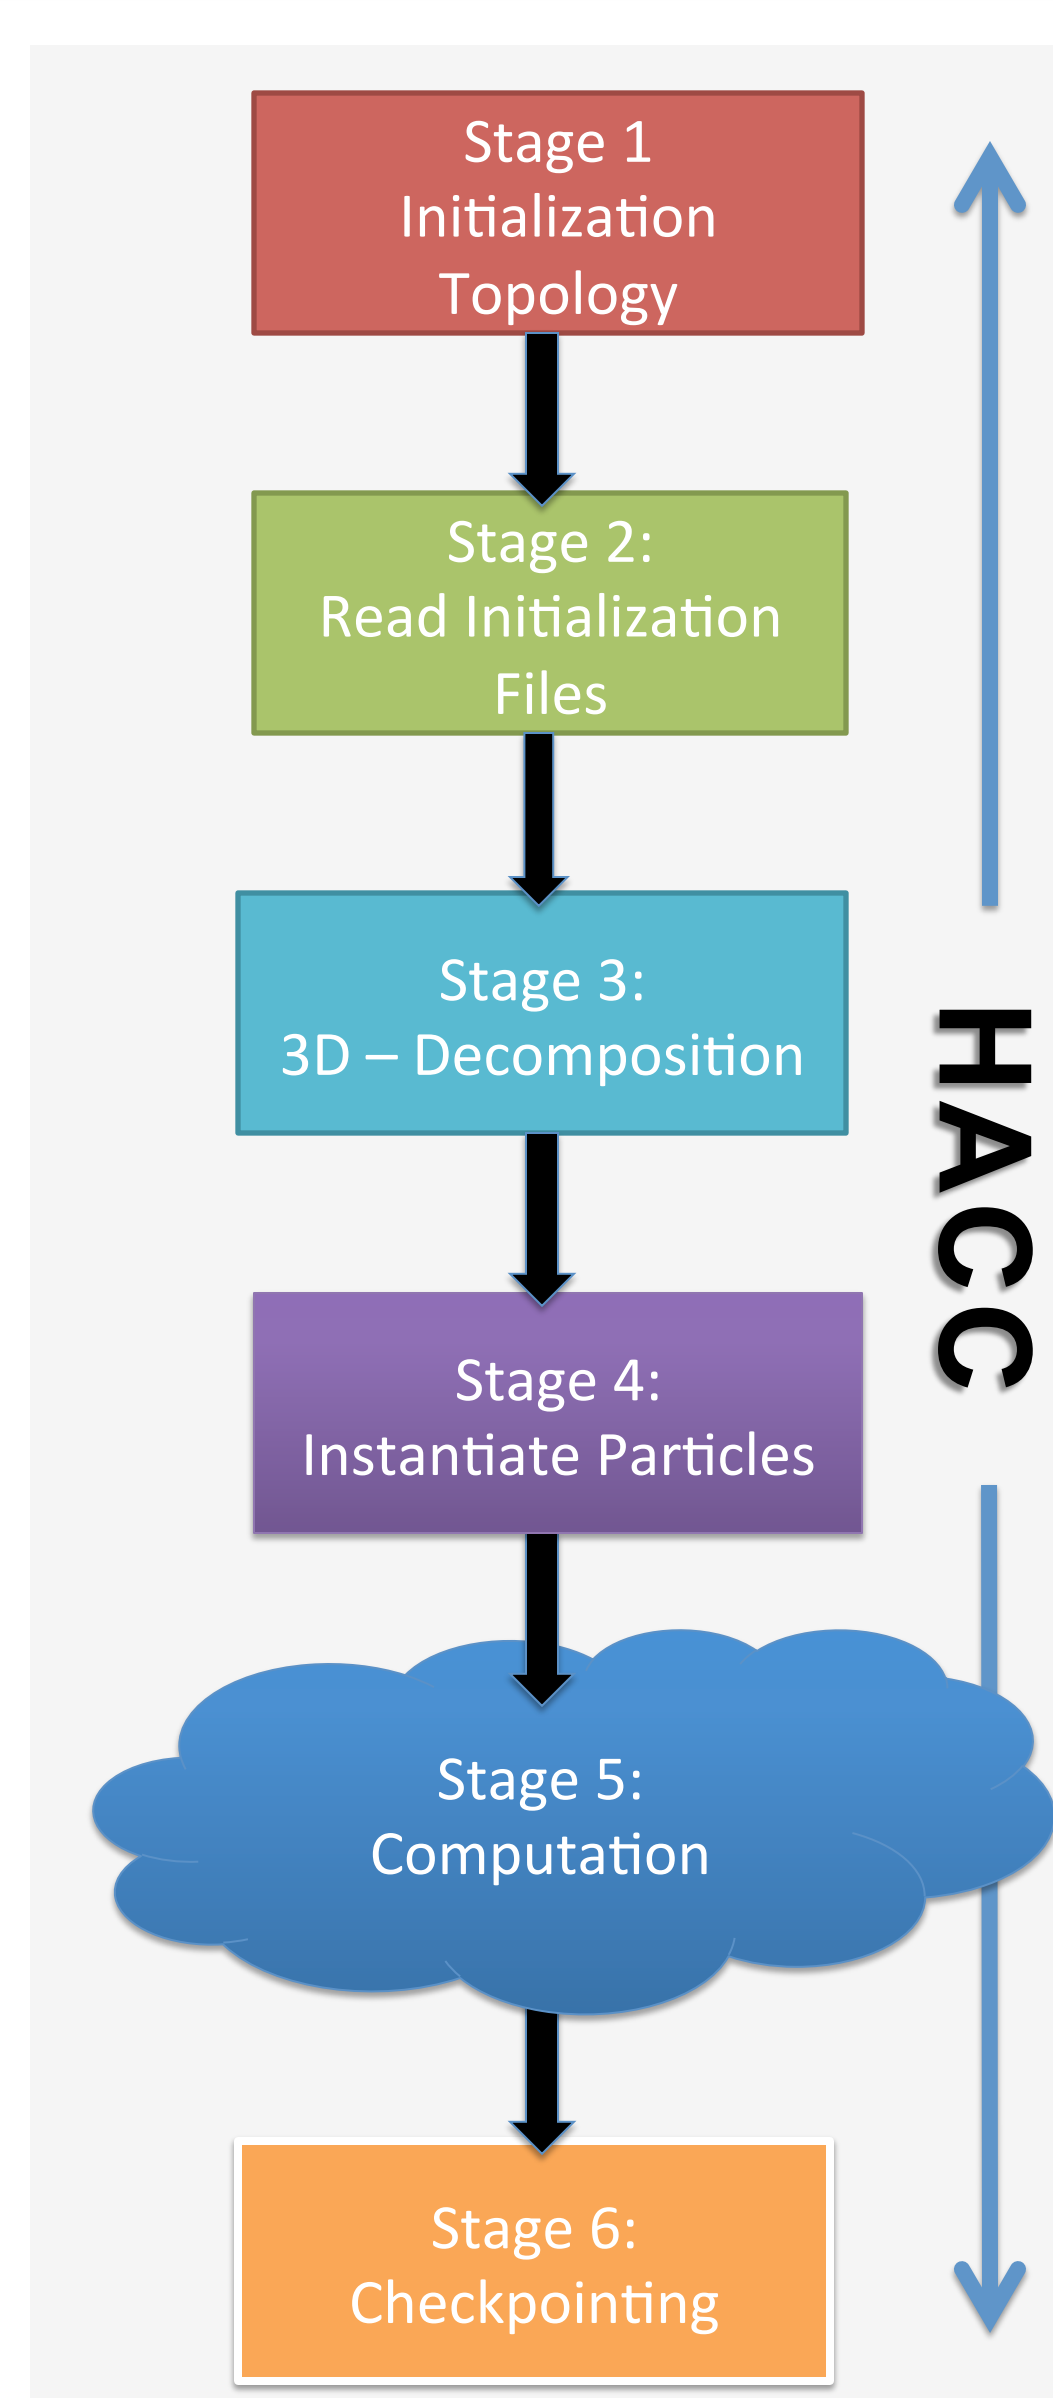 Stage 1
Initialization
Topology
Stage 2:
Read Initialization
Files
Stage 3:
3D – Decomposition
Stage 4:
Instantiate Particles
Stage 5:
Computation
Stage 6:
Checkpointing
HACC